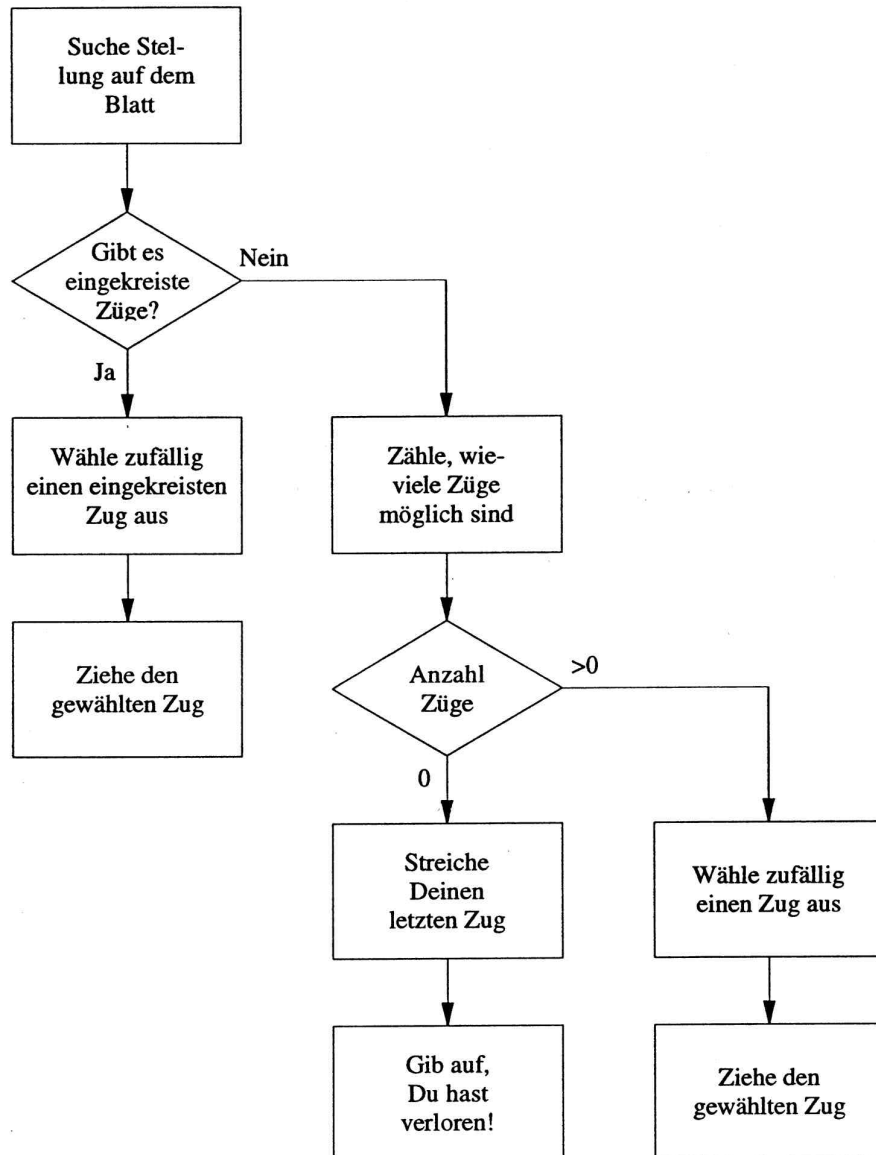 Suche Stel-
lung auf dem
Blatt
Gibt es
eingekreiste
Züge?
Nein
Ja
Wähle zufällig
einen eingekreisten
Zug aus
Zähle, wie-
viele Züge
möglich sind
Ziehe den
gewählten Zug
Anzahl
Züge
>0
0
Streiche
Deinen
letzten Zug
Wähle zufällig
einen Zug aus
Gib auf,
Du hast
verloren!
Ziehe den
gewählten Zug